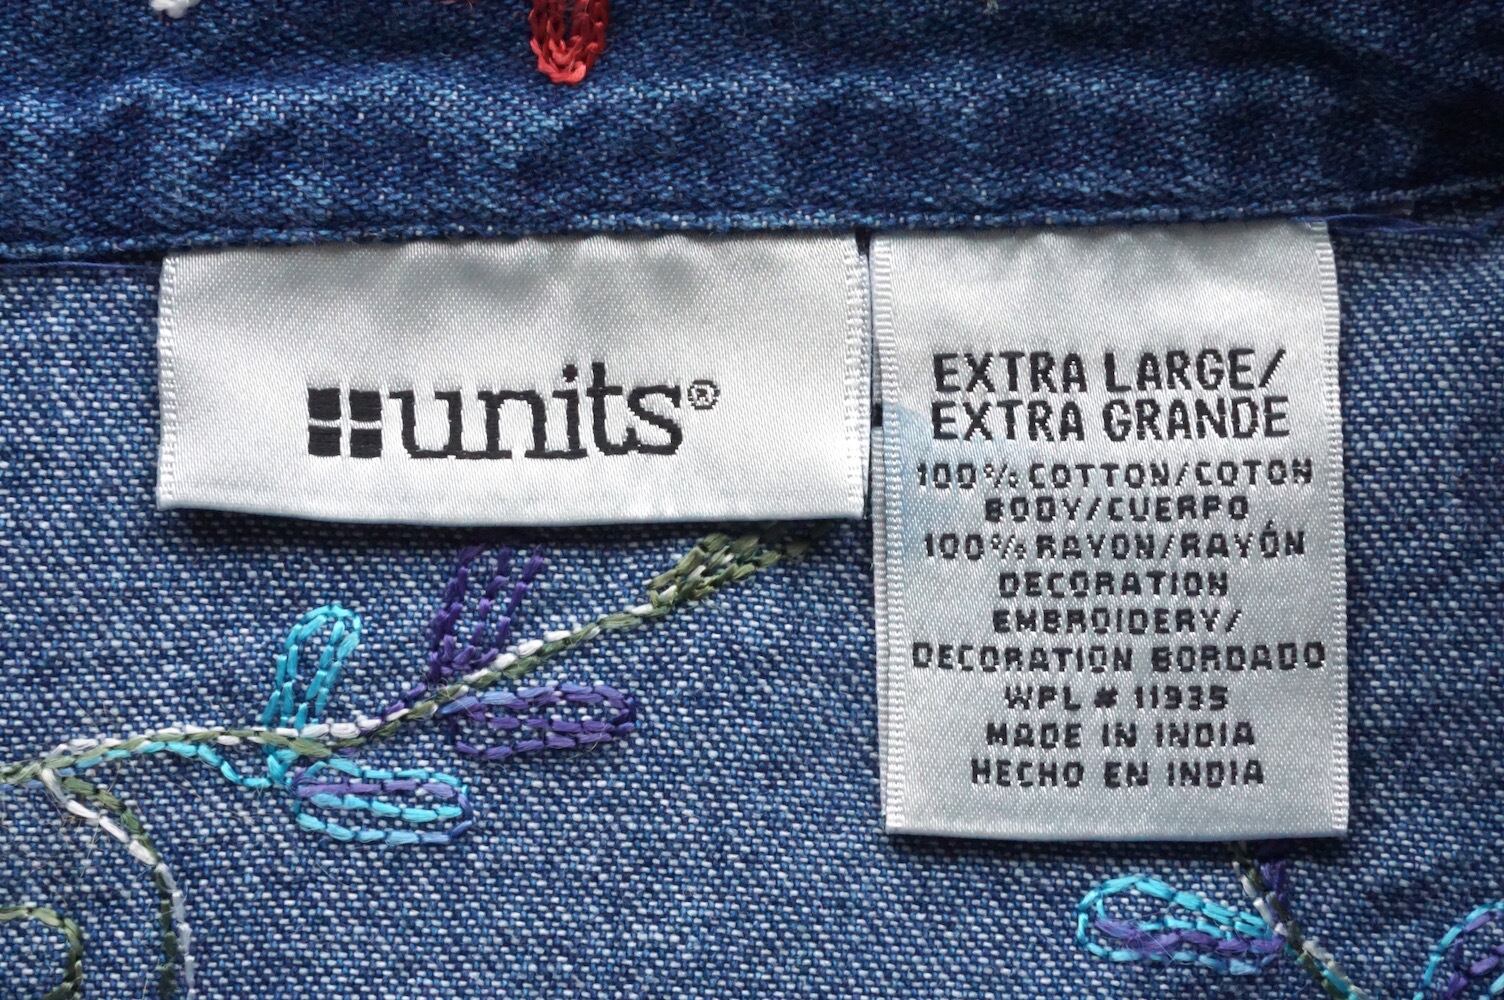 units®
EXTRA LARGE/
EXTRA GRANDE
100% COTTON/COTON
BODY/CUERPO
100% RAYON/RAYÓN
DECORATION
EMBROIDERY/
DECORATION BORDADO
WPL # 11935
MADE IN INDIA
HECHO EN INDIA